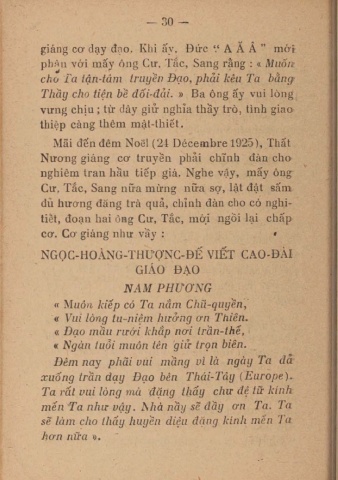 — 30 —
giáng cơ dạy đạo. Khi ấy, Đức "A Ă Â" mới
phân với mấy ông Cư, Tắc, Sang rằng : « Muốn
cho Ta tận-tâm truyền Đạo, phải kêu Ta bằng
Thầy cho tiện bề đối-đãi. » Ba ông ấy vui lòng
vưng chịu ; từ đây giữ nghĩa thầy trò, tình giao
thiệp càng thêm mật-thiết.
Mãi đến đêm Noël (24 Décembre 1925), Thất
Nương giáng cơ truyền phải chỉnh đàn cho
nghiêm tran hầu tiếp giá. Nghe vậy, mấy ông
Cư, Tắc, Sang nửa mừng nửa sợ, lật đật sắm
đủ hương đăng trà quả, chỉnh đàn cho có nghi-
tiết, đoạn hai ông Cư, Tắc, mới ngồi lại chấp
cơ. Cơ giáng như vầy :
NGỌC-HOÀNG-THƯỢNG-ĐẾ VIẾT CAO-ĐÀI
GIÁO ĐẠO
NAM PHƯƠNG
« Muôn kiếp có Ta nắm Chủ-quyền,
« Vui lòng tu-niệm hưởng ơn Thiên.
« Đạo mầu rưới khắp nơi trần-thế,
« Ngàn tuổi muôn tên giữ trọn biên.
Đêm nay phải vui mầng vì là ngày Ta đã
xuống trần dạy Đạo bên Thái-Tây (Europe).
Ta rất vui lòng mà đặng thấy chư đệ tử kính
mến Ta như vậy. Nhà nầy sẽ đầy ơn Ta. Ta
sẽ làm cho thấy huyền diệu đặng kính mến Ta
hơn nữa ».